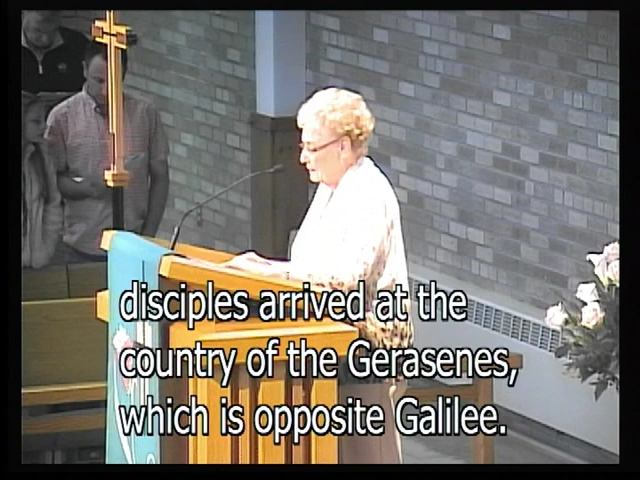 disciples arrived at the
country of the Gerasenes,
which is opposite Galilee.